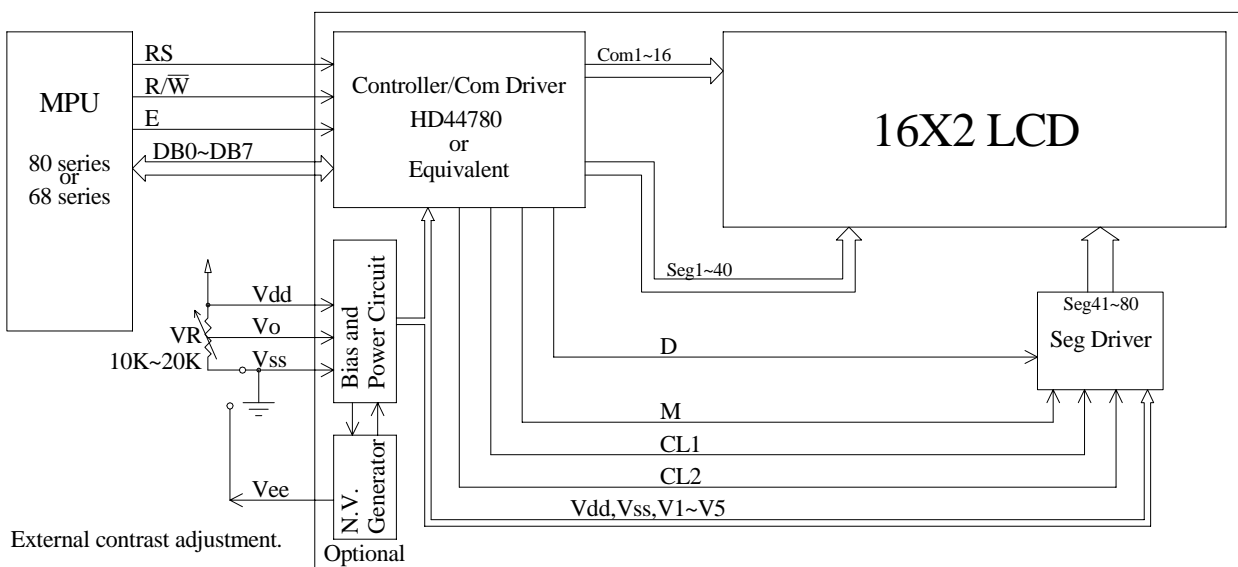 MPU
80 series
or
68 series
RS
R/W̅
E
DB0~DB7
Controller/Com Driver
HD44780
or
Equivalent
Com1~16
16X2 LCD
Seg1~40
Seg41~80
Seg Driver
Vdd
Vo
Vss
VR
10K~20K
Bias and
Power Circuit
D
M
CL1
CL2
Vdd,Vss,V1~V5
Vee
N.V.
Generator
Optional
External contrast adjustment.